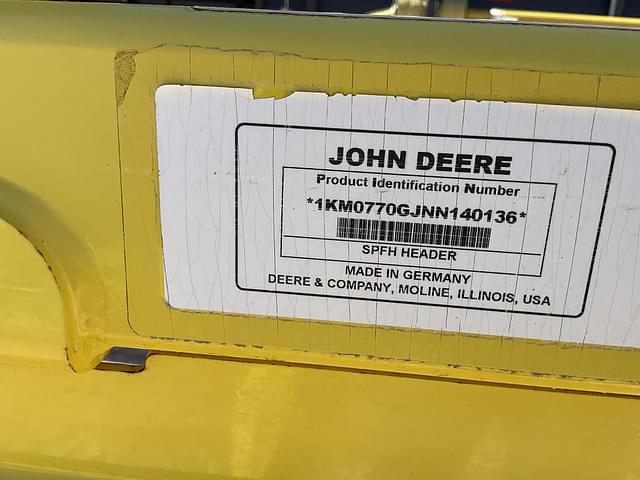 JOHN DEERE
Product Identification Number
*1KM0770GJNN140136*
SPFH HEADER
MADE IN GERMANY
DEERE & COMPANY, MOLINE, ILLINOIS, USA